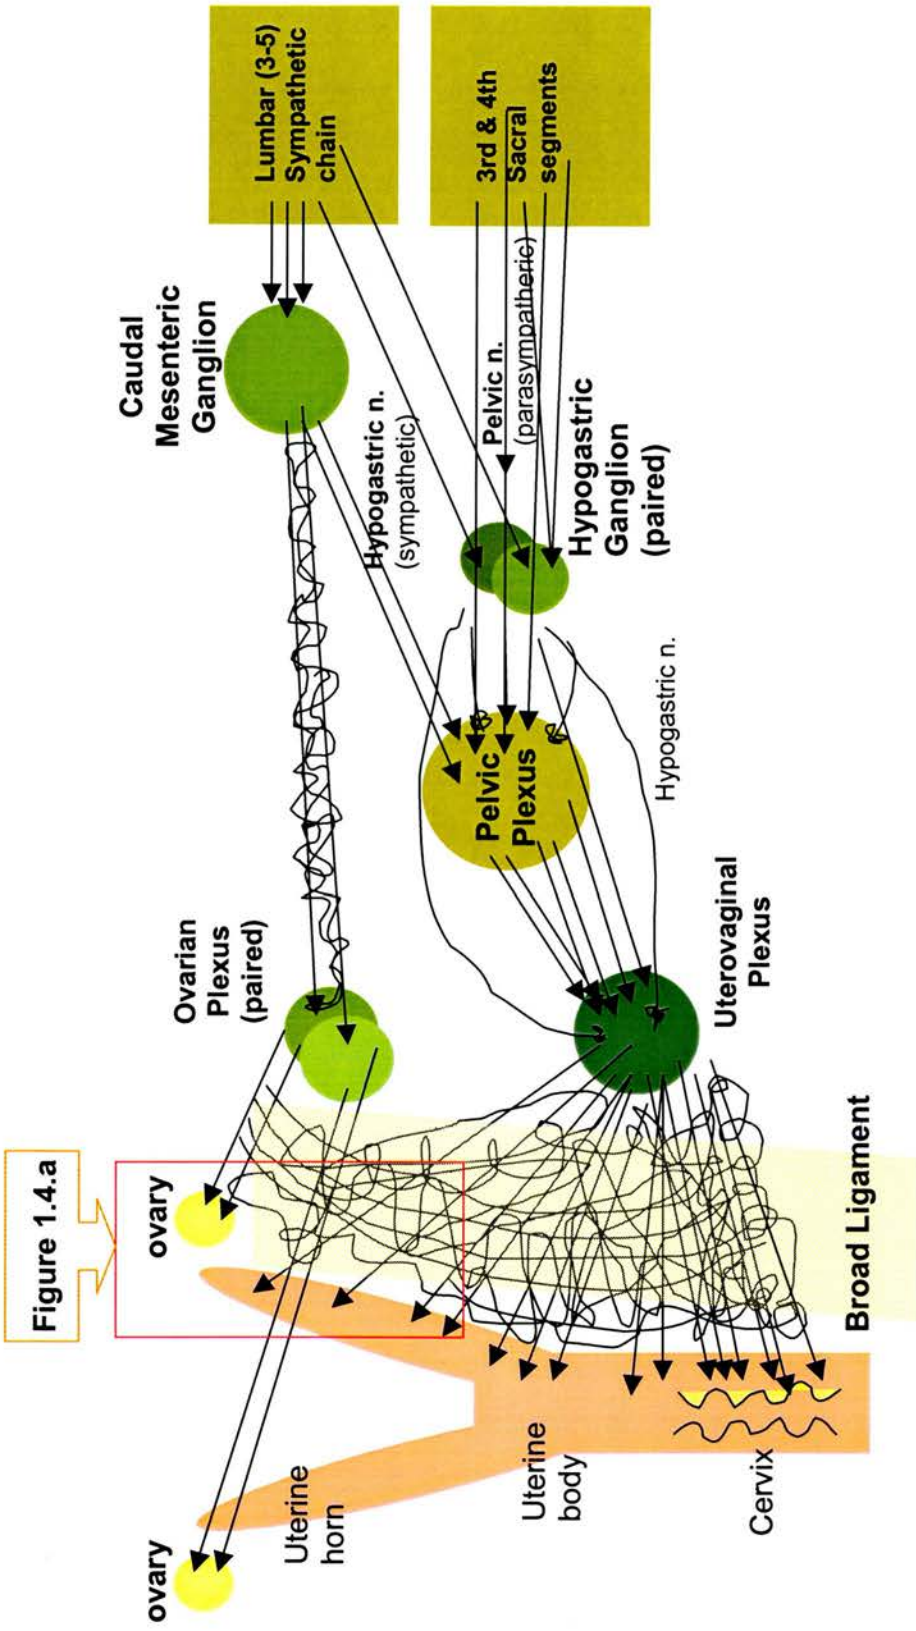 Figure 1.4.a
ovary
ovary
Ovarian
Plexus
(paired)
Caudal
Mesenteric
Ganglion
Lumbar (3-5)
Sympathetic
chain
Uterine
horn
Hypogastric n.
(sympathetic)
Pelvic
Plexus
Pelvic n.
(parasympatheric)
3rd & 4th
Sacral
segments
Uterine
body
Hypogastric
Ganglion
(paired)
Hypogastric n.
Uterovaginal
Plexus
Cervix
Broad Ligament